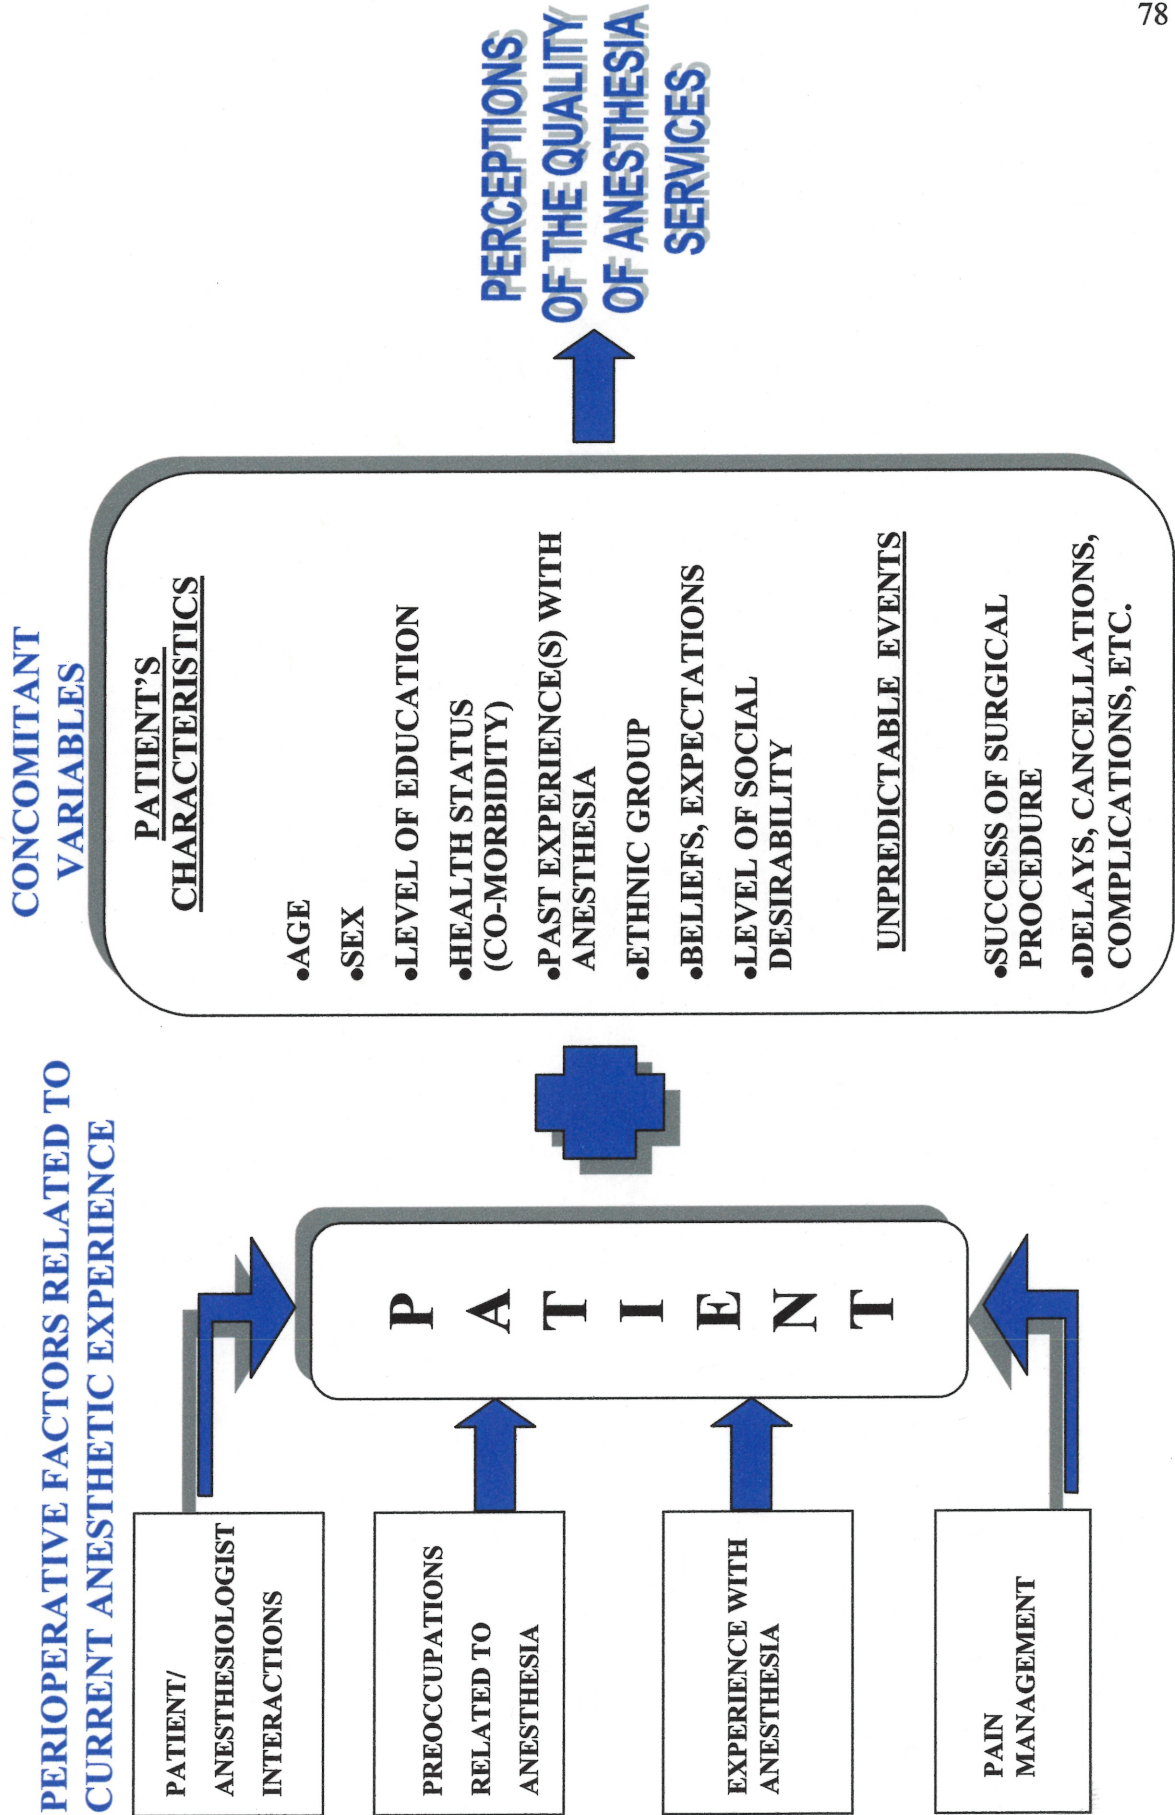 78
PERIOPERATIVE FACTORS RELATED TO
CURRENT ANESTHETIC EXPERIENCE
PATIENT/
ANESTHESIOLOGIST
INTERACTIONS
PREOCCUPATIONS
RELATED TO
ANESTHESIA
EXPERIENCE WITH
ANESTHESIA
PAIN
MANAGEMENT
P
A
T
I
E
N
T
CONCOMITANT
VARIABLES
PATIENT'S
CHARACTERISTICS
•AGE
•SEX
•LEVEL OF EDUCATION
•HEALTH STATUS
(CO-MORBIDITY)
•PAST EXPERIENCE(S) WITH
ANESTHESIA
•ETHNIC GROUP
•BELIEFS, EXPECTATIONS
•LEVEL OF SOCIAL
DESIRABILITY
UNPREDICTABLE EVENTS
•SUCCESS OF SURGICAL
PROCEDURE
•DELAYS, CANCELLATIONS,
COMPLICATIONS, ETC.
PERCEPTIONS
OF THE QUALITY
OF ANESTHESIA
SERVICES